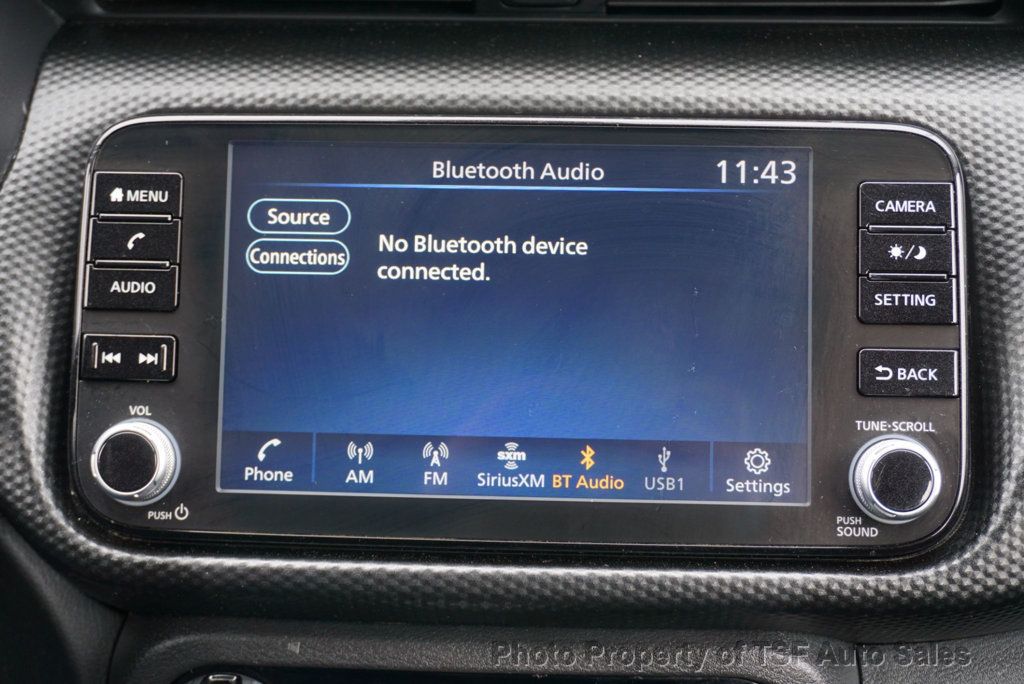 Bluetooth Audio 11:43
MENU
AUDIO
VOL
PUSH
Source
Connections
No Bluetooth device
connected.
Phone
AM
FM
sxm
SiriusXM
BT Audio
USB1
Settings
CAMERA
/
SETTING
BACK
TUNE·SCROLL
PUSH
SOUND
Photo Property of TSF Auto Sales